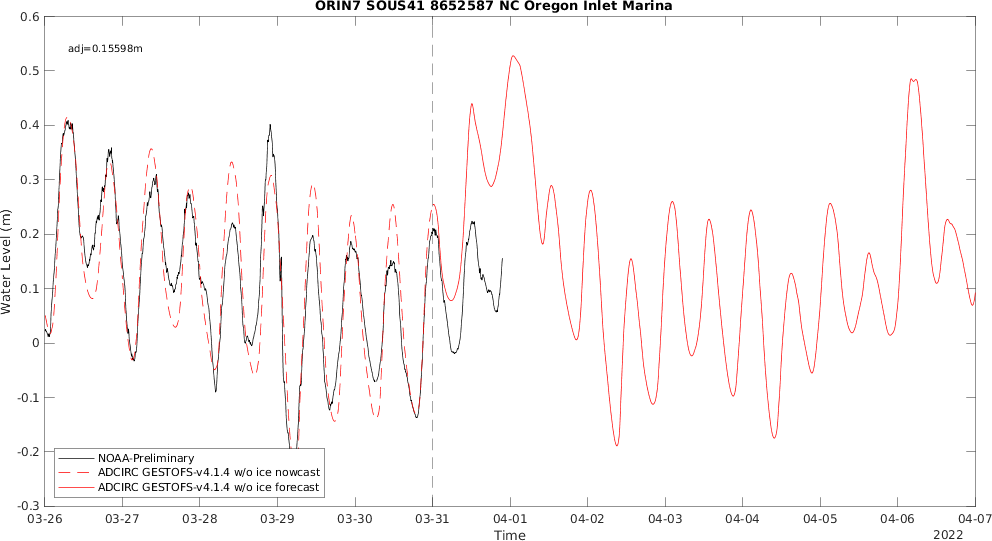 ORIN7 SOUS41 8652587 NC Oregon Inlet Marina
0.6
adj=0.15598m
0.5
0.4
0.3
0.2
0.1
0
-0.1
-0.2
-0.3
Water Level (m)
NOAA-Preliminary
ADCIRC GESTOFS-v4.1.4 w/o ice nowcast
ADCIRC GESTOFS-v4.1.4 w/o ice forecast
03-26 03-27 03-28 03-29 03-30 03-31 04-01 04-02 04-03 04-04 04-05 04-06 04-07
Time
2022